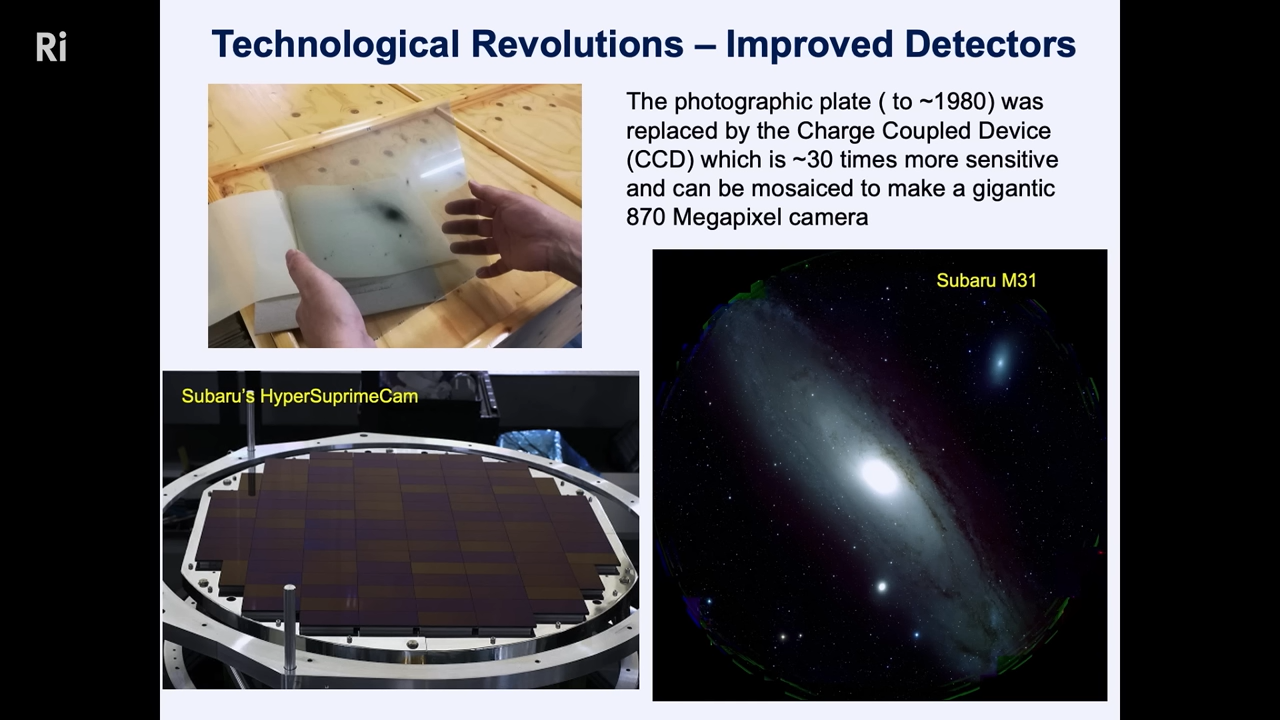 Ri
Technological Revolutions – Improved Detectors
The photographic plate ( to ~1980) was
replaced by the Charge Coupled Device
(CCD) which is ~30 times more sensitive
and can be mosaiced to make a gigantic
870 Megapixel camera
Subaru M31
Subaru's HyperSuprimeCam